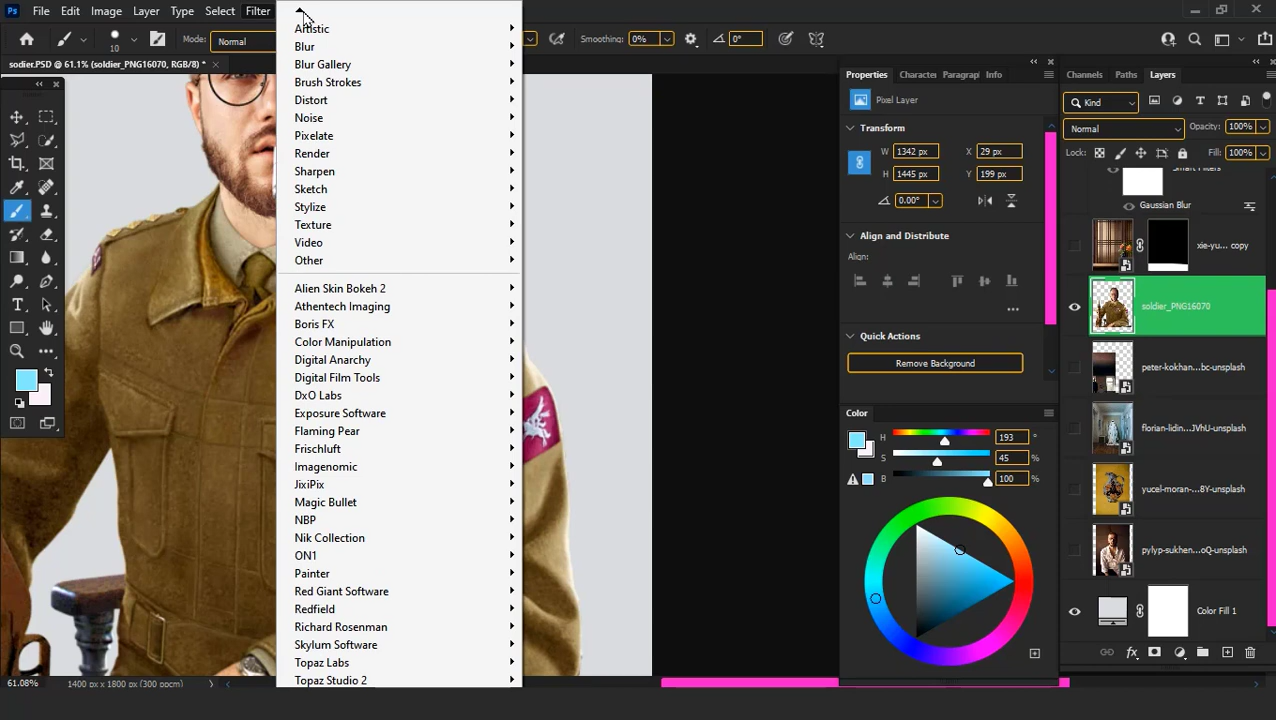 Ps File Edit Image Layer Type Select Filter
10 Mode: Normal Smoothing: 0% 0°
sodier.PSD @ 61.1% (soldier_PNG16070, RGB/8) * ×
Artistic
Blur
Blur Gallery
Brush Strokes
Distort
Noise
Pixelate
Render
Sharpen
Sketch
Stylize
Texture
Video
Other
Alien Skin Bokeh 2
Athentech Imaging
Boris FX
Color Manipulation
Digital Anarchy
Digital Film Tools
DxO Labs
Exposure Software
Flaming Pear
Frischluft
Imagenomic
JixiPix
Magic Bullet
NBP
Nik Collection
ON1
Painter
Red Giant Software
Redfield
Richard Rosenman
Skylum Software
Topaz Labs
Topaz Studio 2
61.08% 1400 px x 1800 px (300 ppcm)
Properties Character Paragrap Info
Pixel Layer
Transform
W 1342 px X 29 px
H 1445 px Y 199 px
0.00°
Align and Distribute
Align:
Quick Actions
Remove Background
Color
H 193 °
S 45 %
B 100 %
Channels Paths Layers
Kind
Normal Opacity: 100%
Lock: Fill: 100%
Smart Filters
Gaussian Blur
xie-yu... copy
soldier_PNG16070
peter-kokhan...bc-unsplash
florian-lidin...JVhU-unsplash
yucel-moran-...8Y-unsplash
pylyp-sukhen...oQ-unsplash
Color Fill 1